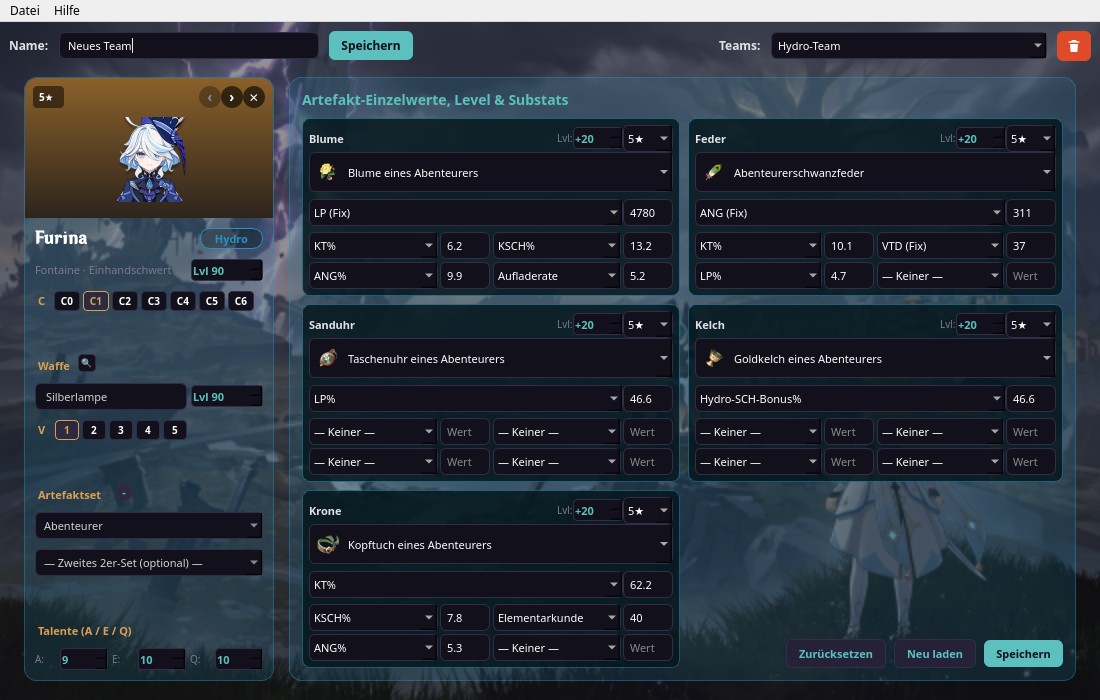 Datei Hilfe
Name: Neues Team Speichern Teams: Hydro-Team
5★ ‹ › ×
Furina Hydro
Fontaine · Einhandschwert Lvl 90
C C0 C1 C2 C3 C4 C5 C6
Waffe
Silberlampe Lvl 90
V 1 2 3 4 5
Artefaktset -
Abenteurer
— Zweites 2er-Set (optional) —
Talente (A / E / Q)
A: 9 E: 10 Q: 10
Artefakt-Einzelwerte, Level & Substats
Blume Lvl: +20 5★
Blume eines Abenteurers
LP (Fix) 4780
KT% 6.2 KSCH% 13.2
ANG% 9.9 Aufladerate 5.2
Feder Lvl: +20 5★
Abenteurerschwanzfeder
ANG (Fix) 311
KT% 10.1 VTD (Fix) 37
LP% 4.7 — Keiner — Wert
Sanduhr Lvl: +20 5★
Taschenuhr eines Abenteurers
LP% 46.6
— Keiner — Wert — Keiner — Wert
— Keiner — Wert — Keiner — Wert
Kelch Lvl: +20 5★
Goldkelch eines Abenteurers
Hydro-SCH-Bonus% 46.6
— Keiner — Wert — Keiner — Wert
— Keiner — Wert — Keiner — Wert
Krone Lvl: +20 5★
Kopftuch eines Abenteurers
KT% 62.2
KSCH% 7.8 Elementarkunde 40
ANG% 5.3 — Keiner — Wert
Zurücksetzen Neu laden Speichern